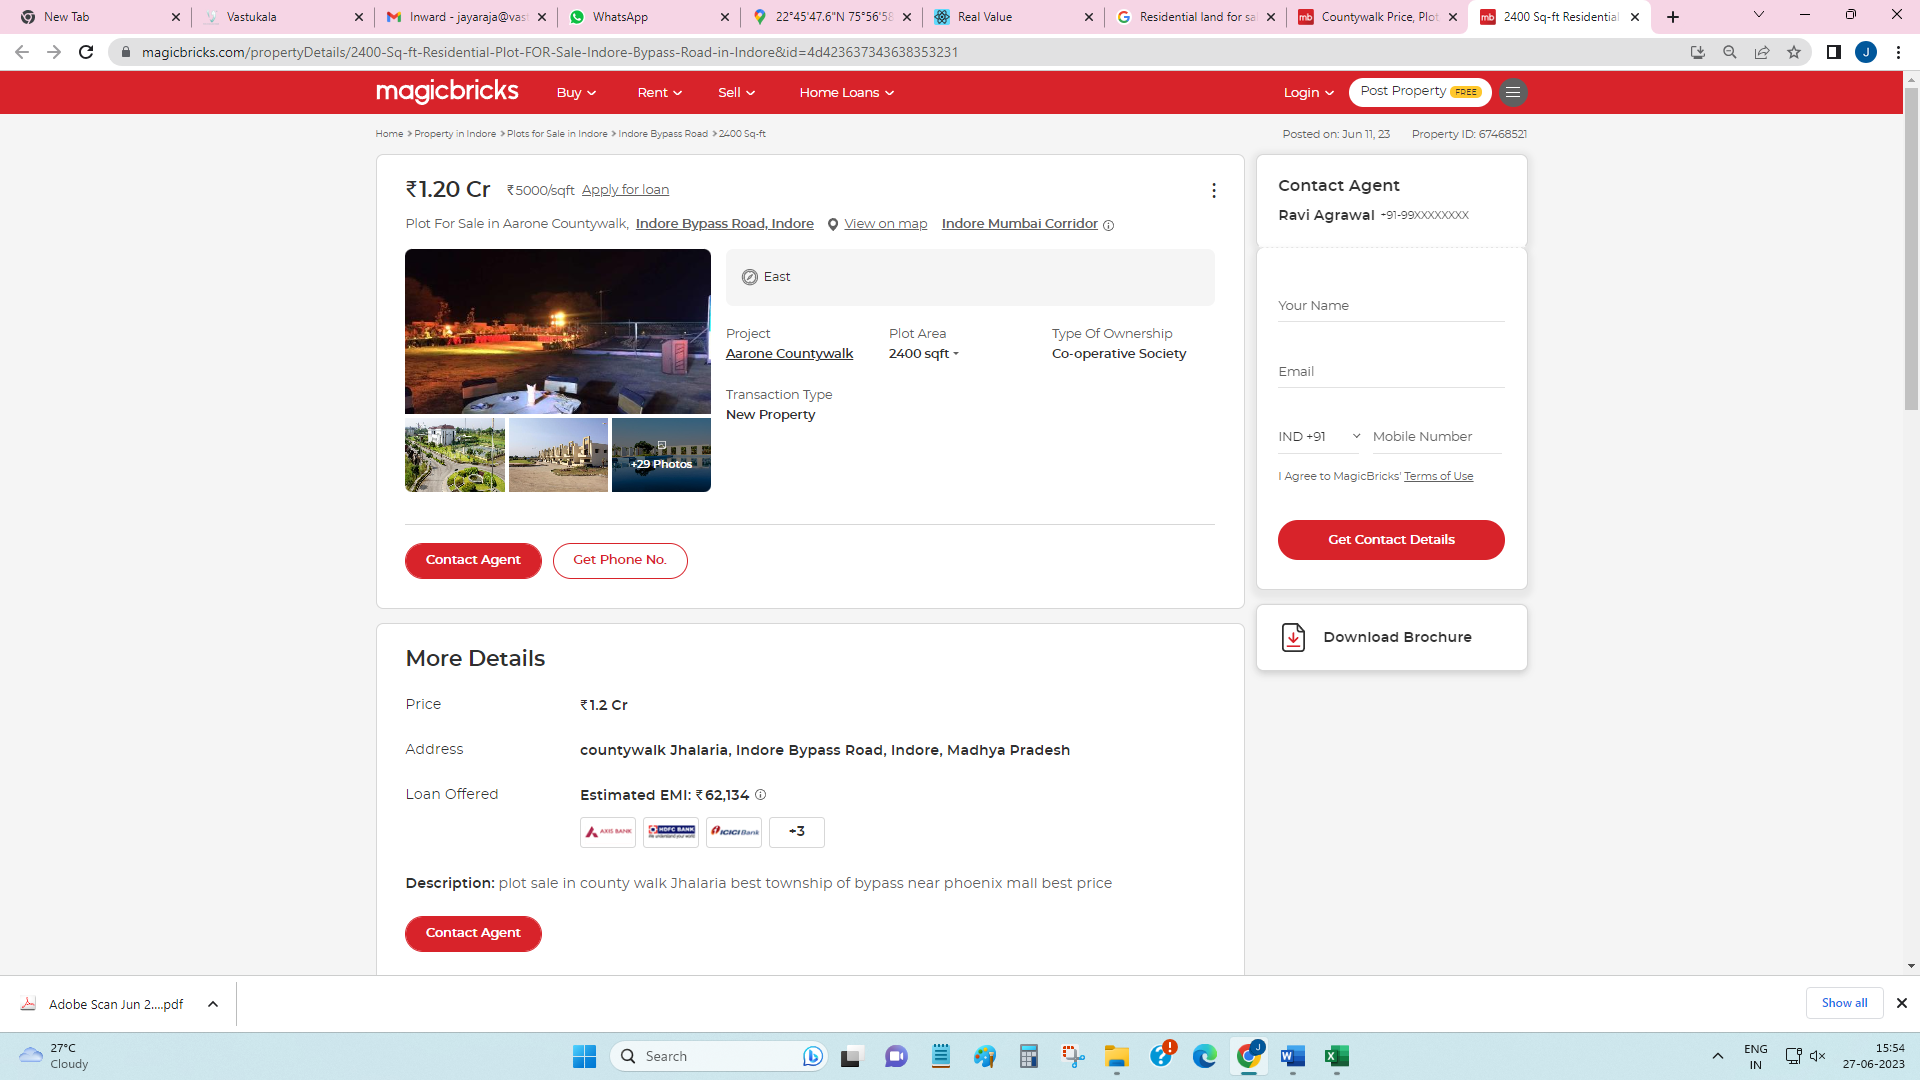 New Tab
Vastukala
Inward - jayaraja@vast
WhatsApp
22°45'47.6"N 75°56'58
Real Value
Residential land for sa
Countywalk Price, Plot
2400 Sq-ft Residential
magicbricks.com/propertyDetails/2400-Sq-ft-Residential-Plot-FOR-Sale-Indore-Bypass-Road-in-Indore&id=4d423637343638353231
J
magicbricks
Buy
Rent
Sell
Home Loans
Login
Post Property FREE
Home > Property in Indore > Plots for Sale in Indore > Indore Bypass Road > 2400 Sq-ft
Posted on: Jun 11, 23 Property ID: 67468521
₹1.20 Cr ₹5000/sqft Apply for loan
Plot For Sale in Aarone Countywalk, Indore Bypass Road, Indore View on map Indore Mumbai Corridor
East
Project
Aarone Countywalk
Plot Area
2400 sqft
Type Of Ownership
Co-operative Society
Transaction Type
New Property
+29 Photos
Contact Agent
Get Phone No.
Contact Agent
Ravi Agrawal +91-99XXXXXXXX
Your Name
Email
IND +91
Mobile Number
I Agree to MagicBricks' Terms of Use
Get Contact Details
Download Brochure
More Details
Price
₹1.2 Cr
Address
countywalk Jhalaria, Indore Bypass Road, Indore, Madhya Pradesh
Loan Offered
Estimated EMI: ₹62,134
AXIS BANK
HDFC BANK
ICICI Bank
+3
Description: plot sale in county walk Jhalaria best township of bypass near phoenix mall best price
Contact Agent
Adobe Scan Jun 2....pdf
Show all
27°C
Cloudy
Search
ENG
IN
15:54
27-06-2023